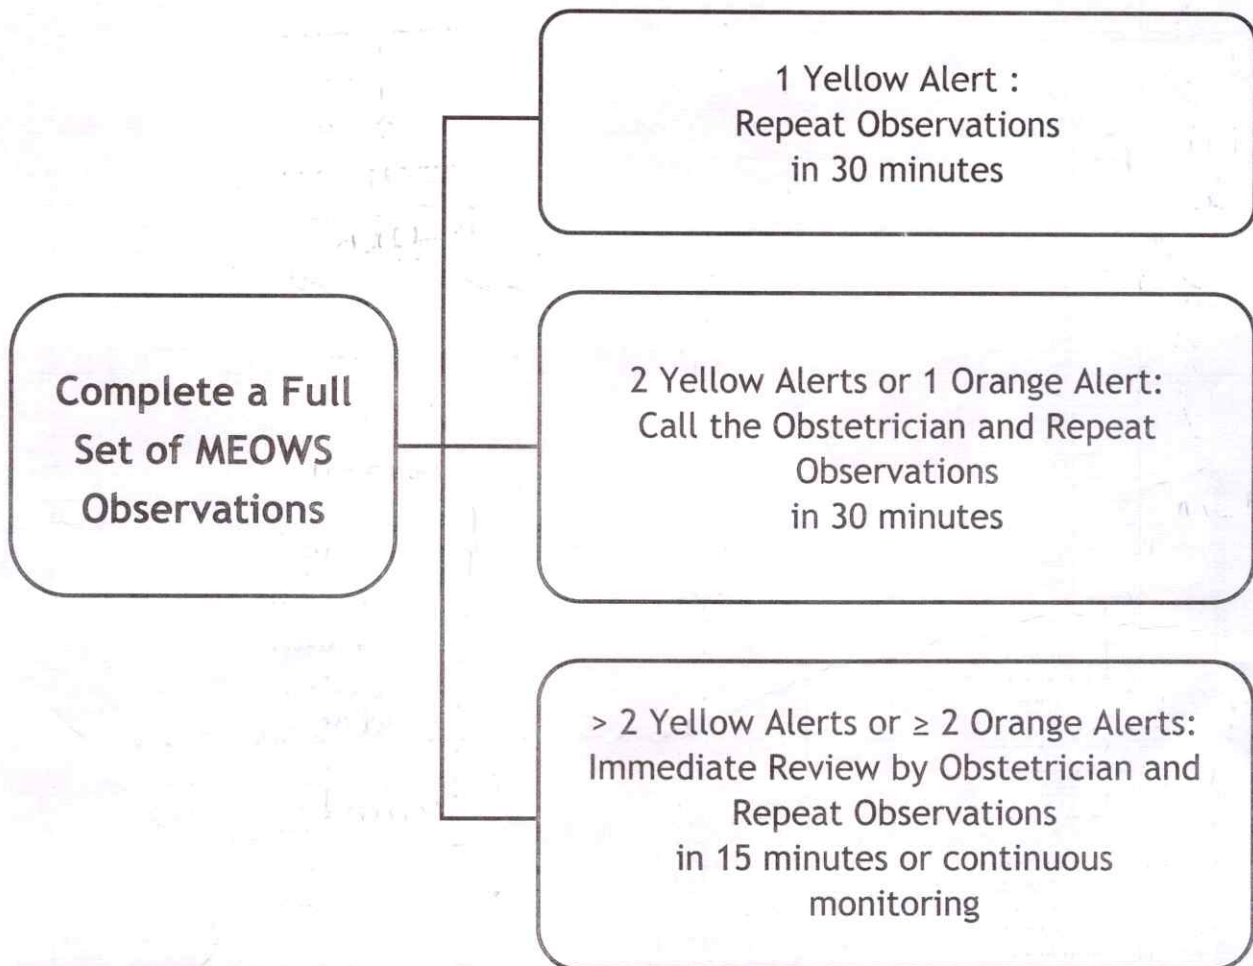 1 Yellow Alert :
Repeat Observations
in 30 minutes
Complete a Full
Set of MEOWS
Observations
2 Yellow Alerts or 1 Orange Alert:
Call the Obstetrician and Repeat
Observations
in 30 minutes
> 2 Yellow Alerts or ≥ 2 Orange Alerts:
Immediate Review by Obstetrician and
Repeat Observations
in 15 minutes or continuous
monitoring